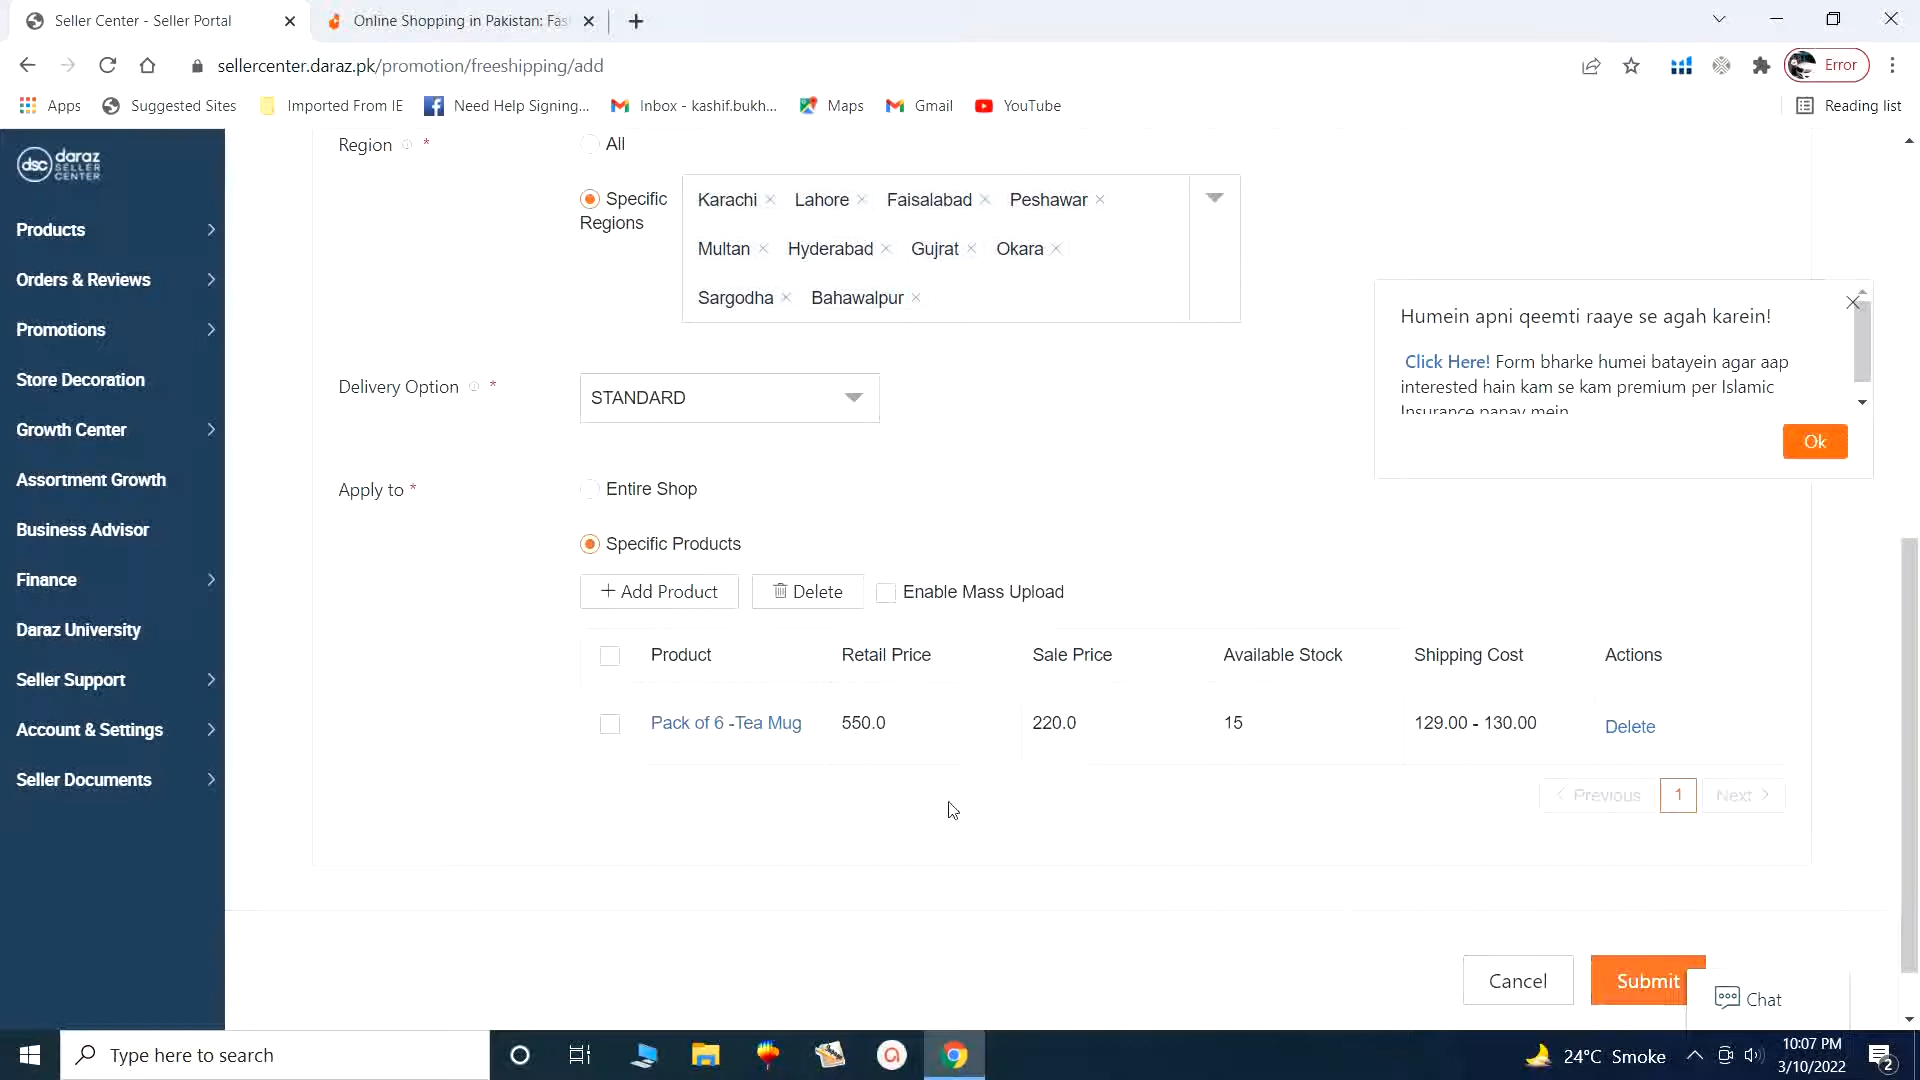 Seller Center - Seller Portal
Online Shopping in Pakistan: Fas
sellercenter.daraz.pk/promotion/freeshipping/add
Error
Apps
Suggested Sites
Imported From IE
Need Help Signing...
Inbox - kashif.bukh...
Maps
Gmail
YouTube
Reading list
dsc daraz
SELLER
CENTER
Products
Orders & Reviews
Promotions
Store Decoration
Growth Center
Assortment Growth
Business Advisor
Finance
Daraz University
Seller Support
Account & Settings
Seller Documents
Region *
All
Specific
Regions
Karachi × Lahore × Faisalabad × Peshawar ×
Multan × Hyderabad × Gujrat × Okara ×
Sargodha × Bahawalpur ×
Humein apni qeemti raaye se agah karein!
Click Here! Form bharke humei batayein agar aap
interested hain kam se kam premium per Islamic
Insurance panay mein
Ok
Delivery Option *
STANDARD
Apply to *
Entire Shop
Specific Products
+ Add Product
Delete
Enable Mass Upload
Product Retail Price Sale Price Available Stock Shipping Cost Actions
Pack of 6 -Tea Mug 550.0 220.0 15 129.00 - 130.00 Delete
< Previous 1 Next >
Cancel
Submit
Chat
Type here to search
24°C Smoke
10:07 PM
3/10/2022
2